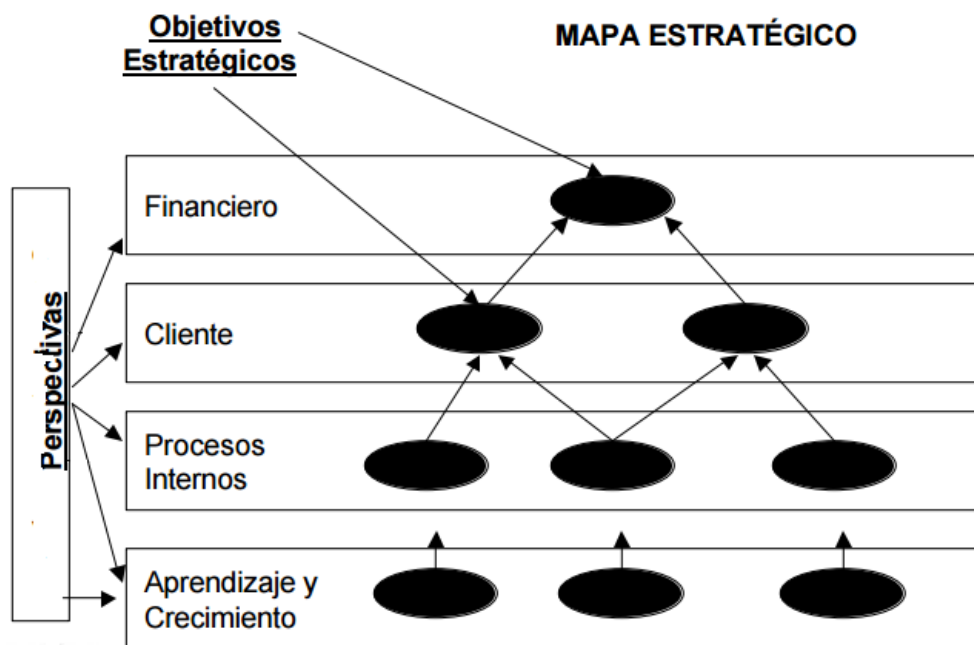 Objetivos
Estratégicos
MAPA ESTRATÉGICO
Perspectivas
Financiero
Cliente
Procesos
Internos
Aprendizaje y
Crecimiento